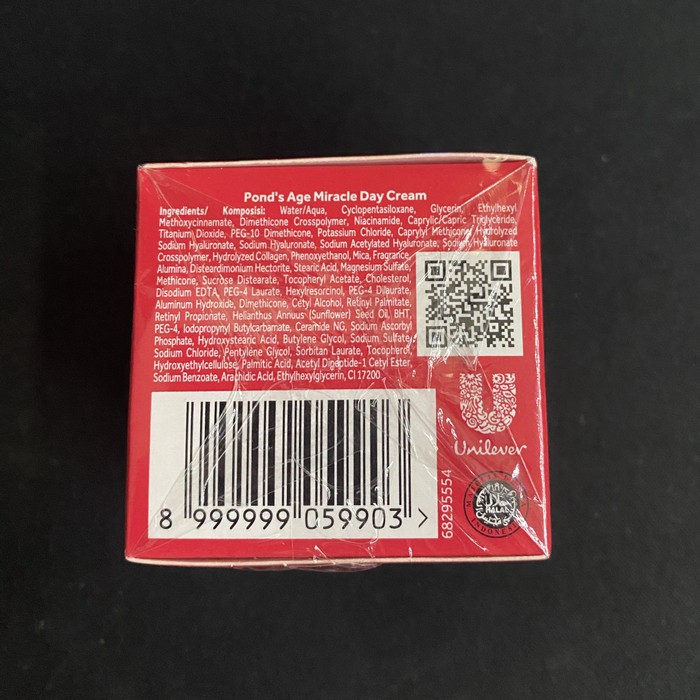 Pond's Age Miracle Day Cream
Ingredients/ Komposisi: Water/Aqua, Cyclopentasiloxane, Glycerin, Ethylhexyl
Methoxycinnamate, Dimethicone Crosspolymer, Niacinamide, Caprylic/Capric Triglyceride,
Titanium Dioxide, PEG-10 Dimethicone, Potassium Chloride, Caprylyl Methicone, Hydrolyzed
Sodium Hyaluronate, Sodium Hyaluronate, Sodium Acetylated Hyaluronate, Sodium Hyaluronate
Crosspolymer, Hydrolyzed Collagen, Phenoxyethanol, Mica, Fragrance,
Alumina, Disteardimonium Hectorite, Stearic Acid, Magnesium Sulfate,
Methicone, Sucrose Distearate, Tocopheryl Acetate, Cholesterol,
Disodium EDTA, PEG-4 Laurate, Hexylresorcinol, PEG-4 Dilaurate,
Aluminum Hydroxide, Dimethicone, Cetyl Alcohol, Retinyl Palmitate,
Retinyl Propionate, Helianthus Annuus (Sunflower) Seed Oil, BHT,
PEG-4, Iodopropynyl Butylcarbamate, Ceramide NG, Sodium Ascorbyl
Phosphate, Hydroxystearic Acid, Butylene Glycol, Sodium Sulfate,
Sodium Chloride, Pentylene Glycol, Sorbitan Laurate, Tocopherol,
Hydroxyethylcellulose, Palmitic Acid, Acetyl Dipeptide-1 Cetyl Ester,
Sodium Benzoate, Arachidic Acid, Ethylhexylglycerin, CI 17200
Unilever
68295554
HALAL
INDONESIA
8 999999 059903 >